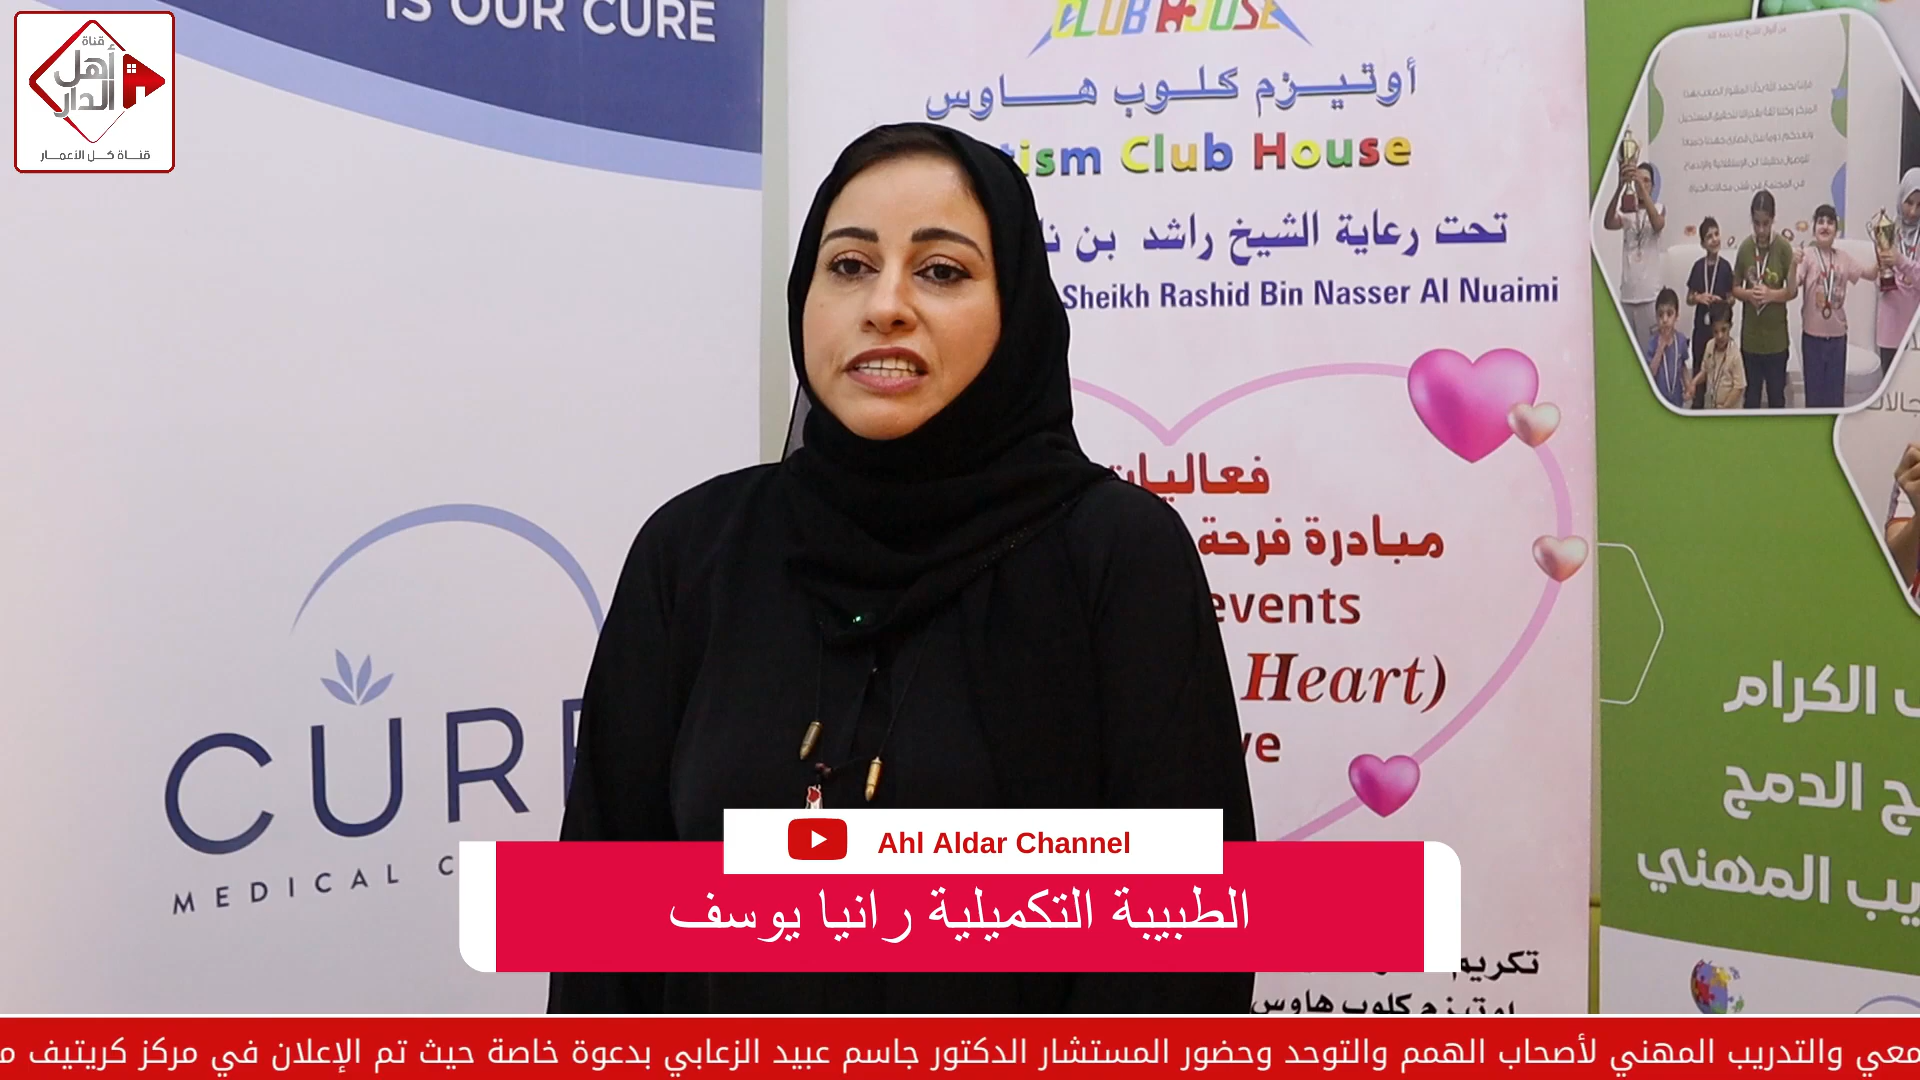 قناة
أهل
الدار
قناة كل الأعمار
IS OUR CURE
CLUB HOUSE
أوتيزم كلوب هاوس
tism Club House
تحت رعاية الشيخ راشد بن
Sheikh Rashid Bin Nasser Al Nuaimi
فعاليات
مبادرة فرحة
events
Heart)
ve
CURE
MEDICAL C
الكرام
الدمج
المهني
تكريم
اوتيزم كلوب هاوس
Ahl Aldar Channel
الطبيبة التكميلية رانيا يوسف
معي والتدريب المهني لأصحاب الهمم والتوحد وحضور المستشار الدكتور جاسم عبيد الزعابي بدعوة خاصة حيث تم الإعلان في مركز كريتيف م